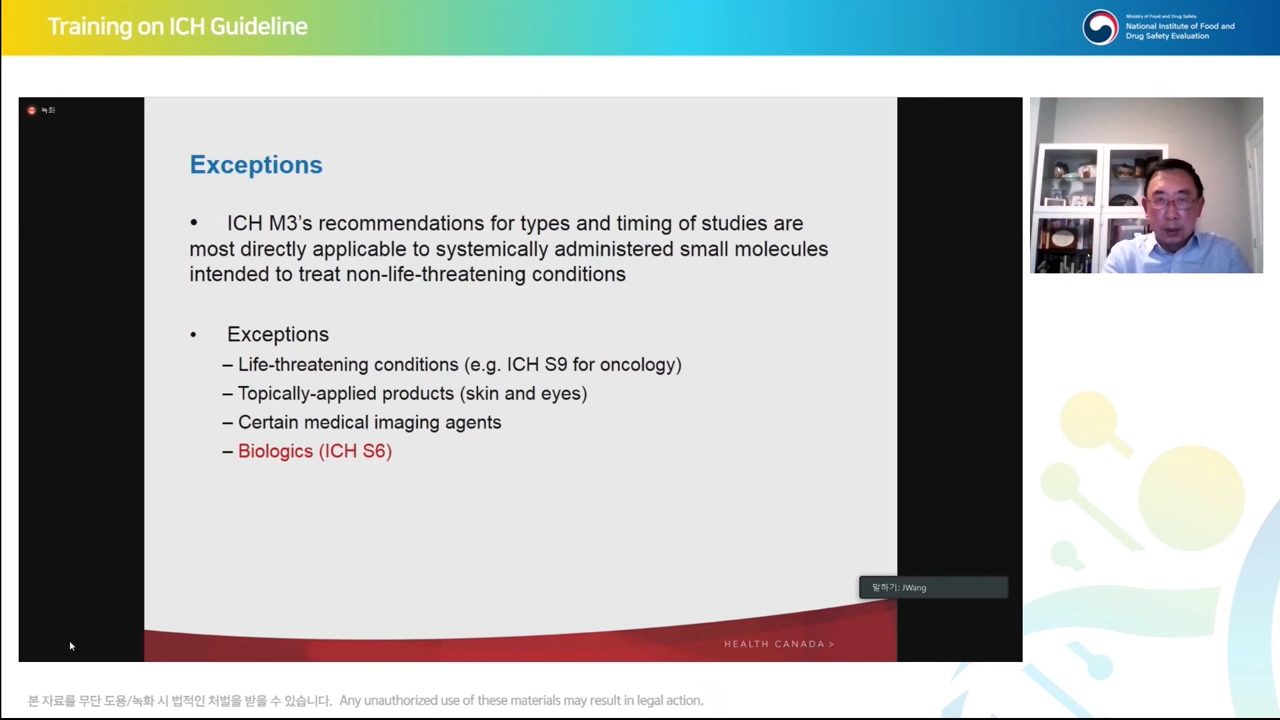 Training on ICH Guideline
Ministry of Food and Drug Safety
National Institute of Food and
Drug Safety Evaluation
녹화
Exceptions
• ICH M3's recommendations for types and timing of studies are
most directly applicable to systemically administered small molecules
intended to treat non-life-threatening conditions
• Exceptions
– Life-threatening conditions (e.g. ICH S9 for oncology)
– Topically-applied products (skin and eyes)
– Certain medical imaging agents
– Biologics (ICH S6)
말하기: JWang
HEALTH CANADA >
본 자료를 무단 도용/녹화 시 법적인 처벌을 받을 수 있습니다. Any unauthorized use of these materials may result in legal action.